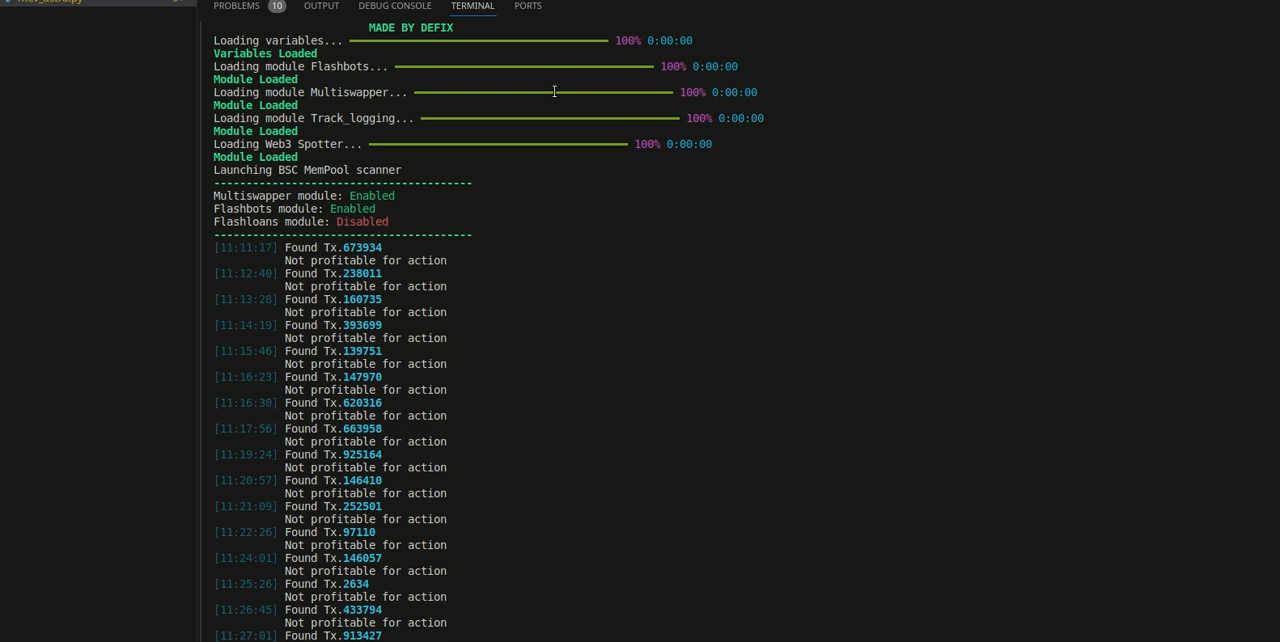 mev_astral.py
PROBLEMS 10 OUTPUT DEBUG CONSOLE TERMINAL PORTS
MADE BY DEFIX
Loading variables... 100% 0:00:00
Variables Loaded
Loading module Flashbots... 100% 0:00:00
Module Loaded
Loading module Multiswapper... 100% 0:00:00
Module Loaded
Loading module Track_logging... 100% 0:00:00
Module Loaded
Loading Web3 Spotter... 100% 0:00:00
Module Loaded
Launching BSC MemPool scanner
----------------------------------------
Multiswapper module: Enabled
Flashbots module: Enabled
Flashloans module: Disabled
----------------------------------------
[11:11:17] Found Tx.673934
Not profitable for action
[11:12:40] Found Tx.238011
Not profitable for action
[11:13:28] Found Tx.160735
Not profitable for action
[11:14:19] Found Tx.393699
Not profitable for action
[11:15:46] Found Tx.139751
Not profitable for action
[11:16:23] Found Tx.147970
Not profitable for action
[11:16:30] Found Tx.620316
Not profitable for action
[11:17:56] Found Tx.663958
Not profitable for action
[11:19:24] Found Tx.925164
Not profitable for action
[11:20:57] Found Tx.146410
Not profitable for action
[11:21:09] Found Tx.252501
Not profitable for action
[11:22:26] Found Tx.97110
Not profitable for action
[11:24:01] Found Tx.146057
Not profitable for action
[11:25:26] Found Tx.2634
Not profitable for action
[11:26:45] Found Tx.433794
Not profitable for action
[11:27:01] Found Tx.913427